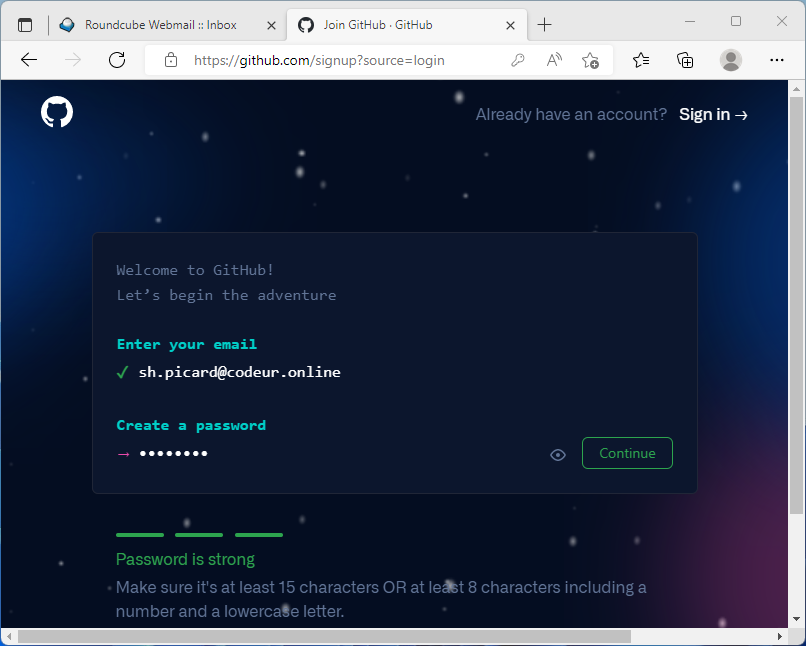 Roundcube Webmail :: Inbox
Join GitHub · GitHub
https://github.com/signup?source=login
Already have an account? Sign in →
Welcome to GitHub!
Let’s begin the adventure
Enter your email
✓ sh.picard@codeur.online
Create a password
→ ••••••••
Continue
Password is strong
Make sure it's at least 15 characters OR at least 8 characters including a
number and a lowercase letter.